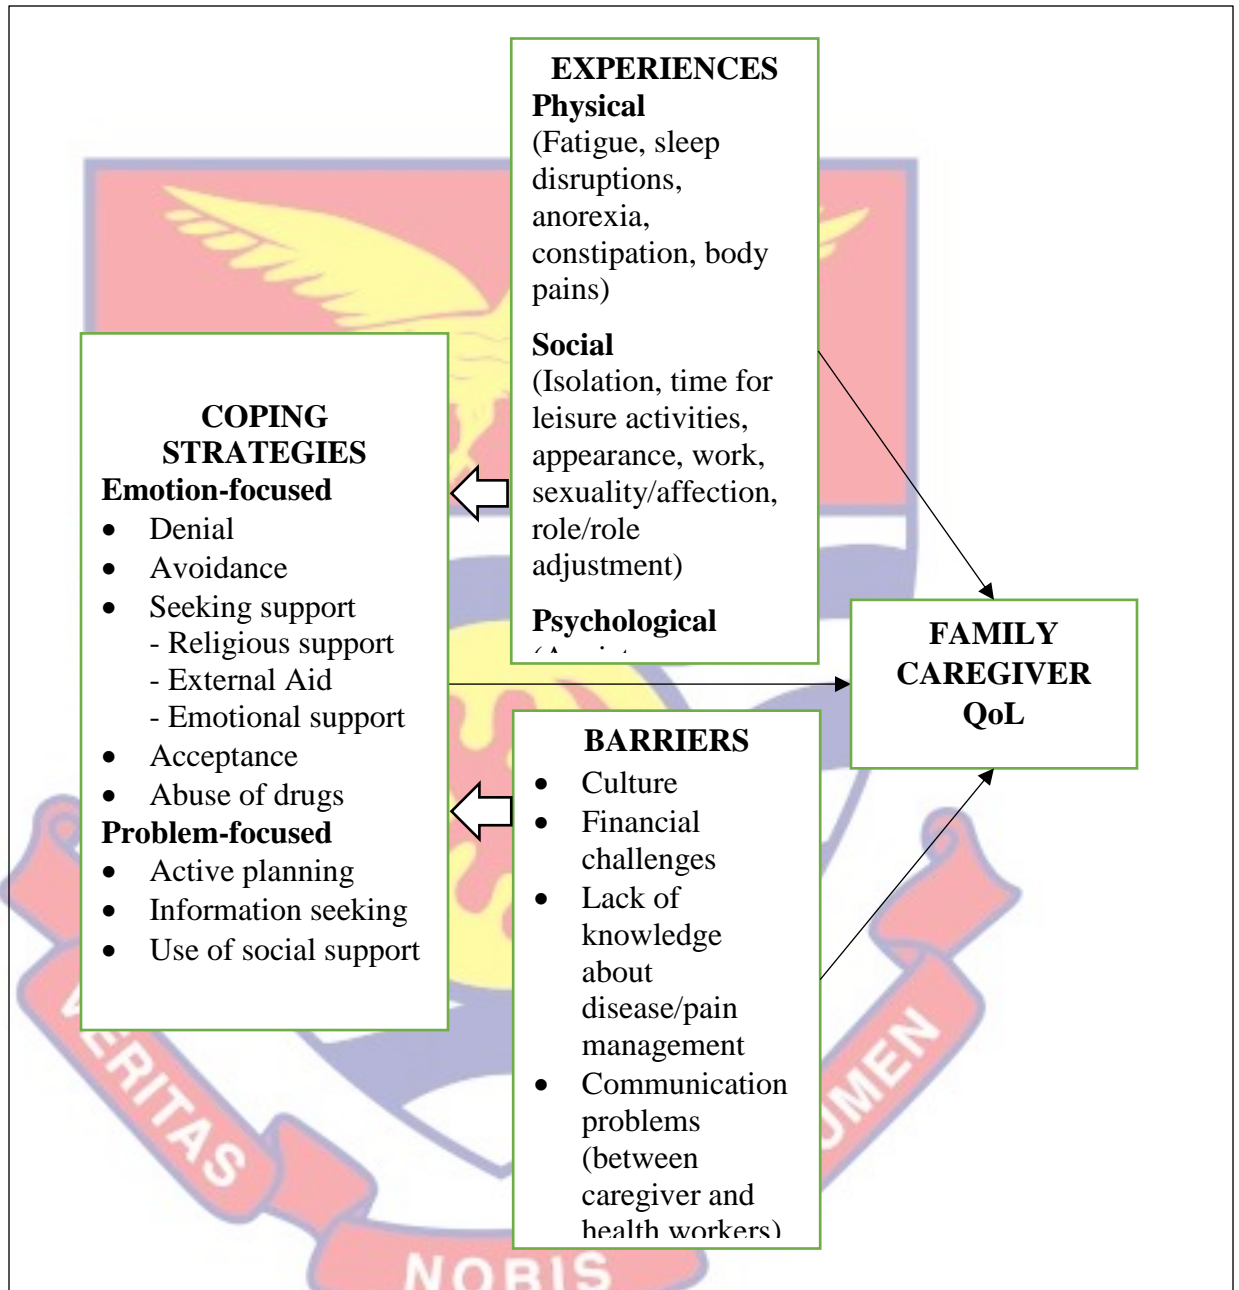 EXPERIENCES
Physical
(Fatigue, sleep
disruptions,
anorexia,
constipation, body
pains)
Social
(Isolation, time for
leisure activities,
appearance, work,
sexuality/affection,
role/role
adjustment)
Psychological
COPING
STRATEGIES
Emotion-focused
• Denial
• Avoidance
• Seeking support
- Religious support
- External Aid
- Emotional support
• Acceptance
• Abuse of drugs
Problem-focused
• Active planning
• Information seeking
• Use of social support
FAMILY
CAREGIVER
QoL
BARRIERS
• Culture
• Financial
challenges
• Lack of
knowledge
about
disease/pain
management
• Communication
problems
(between
caregiver and
health workers)
VERITAS
NOBIS
UMEN